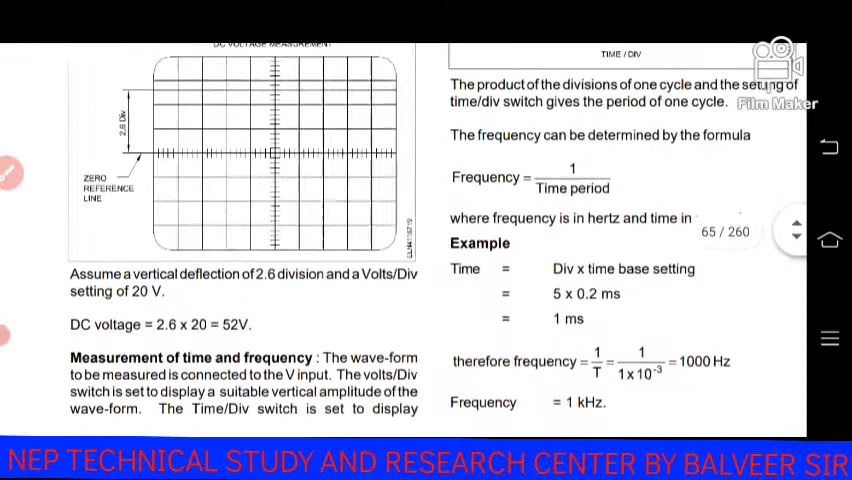 DC VOLTAGE MEASUREMENT
2.6 Div
ZERO
REFERENCE
LINE
ELN4116719
Assume a vertical deflection of 2.6 division and a Volts/Div
setting of 20 V.
DC voltage = 2.6 x 20 = 52V.
Measurement of time and frequency : The wave-form
to be measured is connected to the V input. The volts/Div
switch is set to display a suitable vertical amplitude of the
wave-form. The Time/Div switch is set to display
TIME / DIV
The product of the divisions of one cycle and the setting of
time/div switch gives the period of one cycle.
Film Maker
The frequency can be determined by the formula
Frequency = 1 / Time period
where frequency is in hertz and time in
65 / 260
Example
Time = Div x time base setting
= 5 x 0.2 ms
= 1 ms
therefore frequency = 1/T = 1/1 x 10⁻³ = 1000 Hz
Frequency = 1 kHz.
NEP TECHNICAL STUDY AND RESEARCH CENTER BY BALVEER SIR